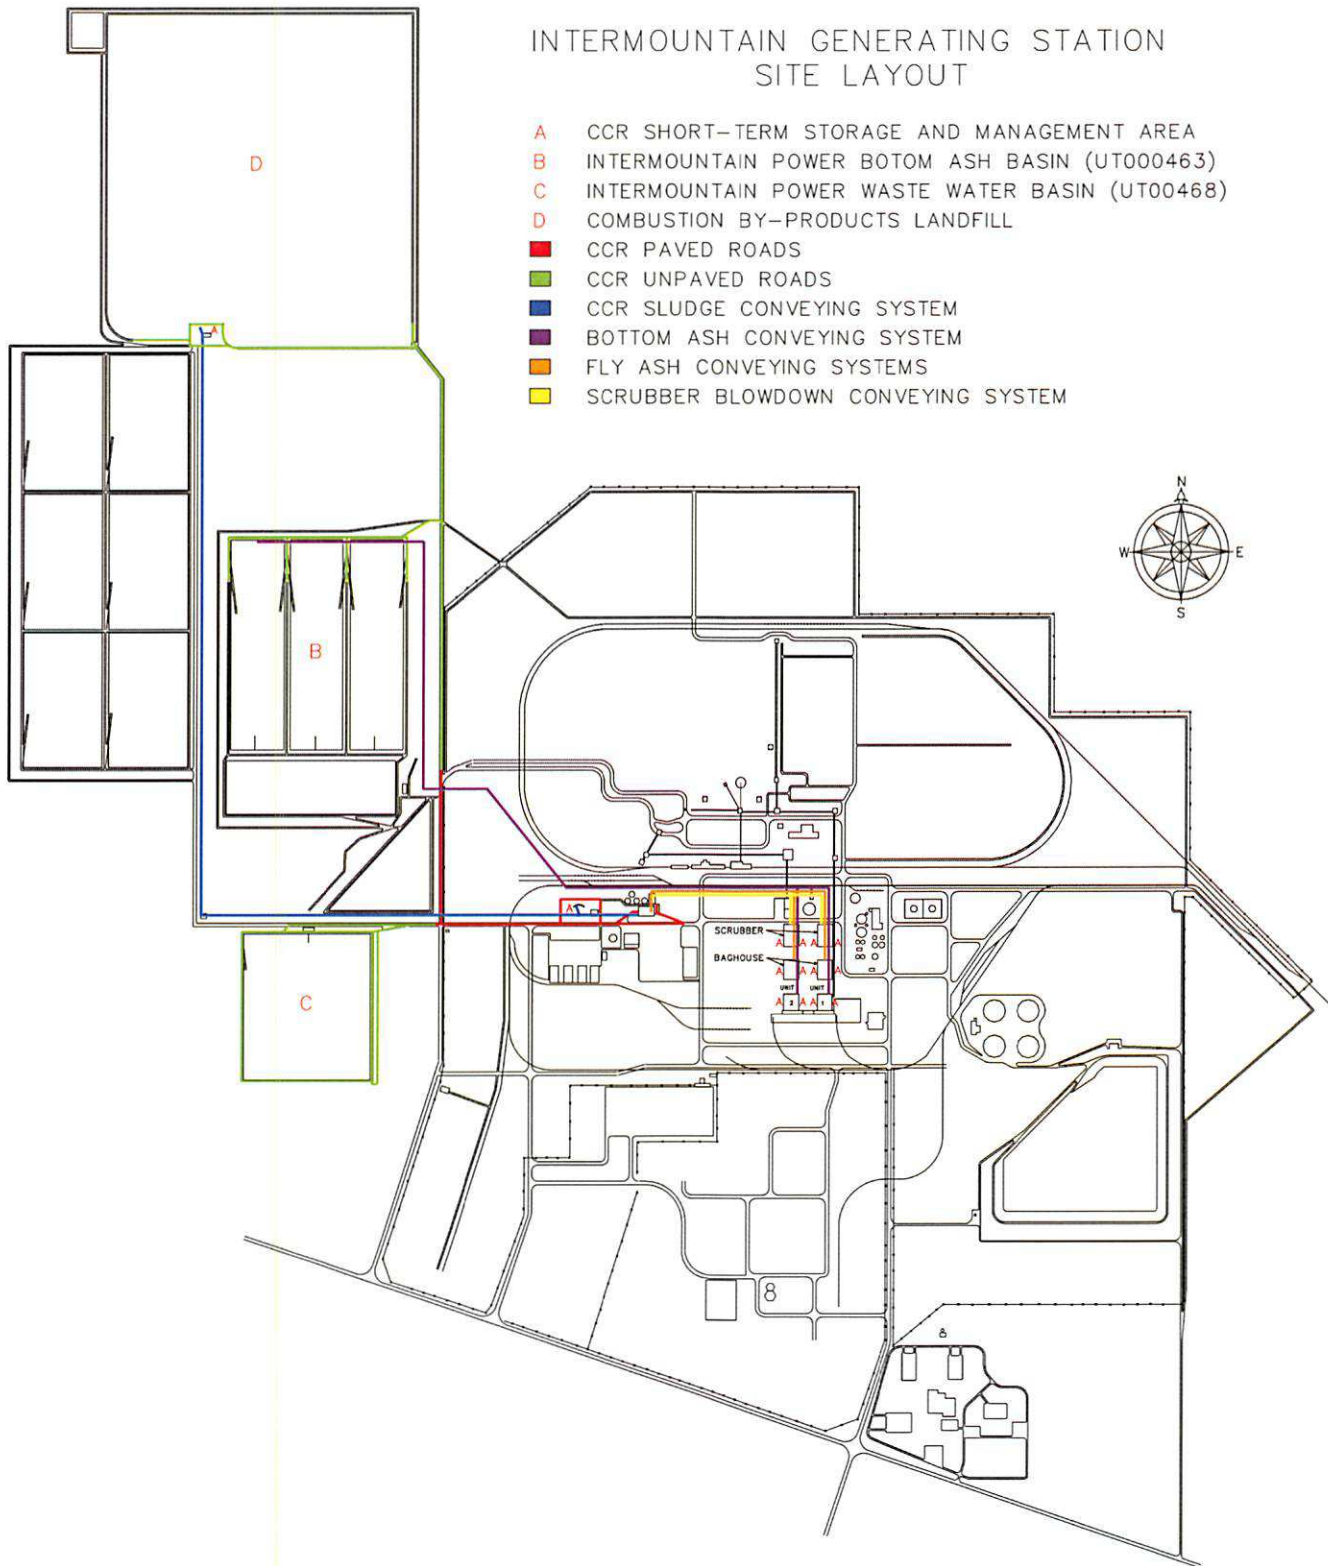 INTERMOUNTAIN GENERATING STATION
SITE LAYOUT
A CCR SHORT-TERM STORAGE AND MANAGEMENT AREA
B INTERMOUNTAIN POWER BOTOM ASH BASIN (UT000463)
C INTERMOUNTAIN POWER WASTE WATER BASIN (UT00468)
D COMBUSTION BY-PRODUCTS LANDFILL
CCR PAVED ROADS
CCR UNPAVED ROADS
CCR SLUDGE CONVEYING SYSTEM
BOTTOM ASH CONVEYING SYSTEM
FLY ASH CONVEYING SYSTEMS
SCRUBBER BLOWDOWN CONVEYING SYSTEM
D
A
N
W E
S
B
A
SCRUBBER
A A A A
BAGHOUSE
A A A A
UNIT UNIT
A 2 A A 1 A
C